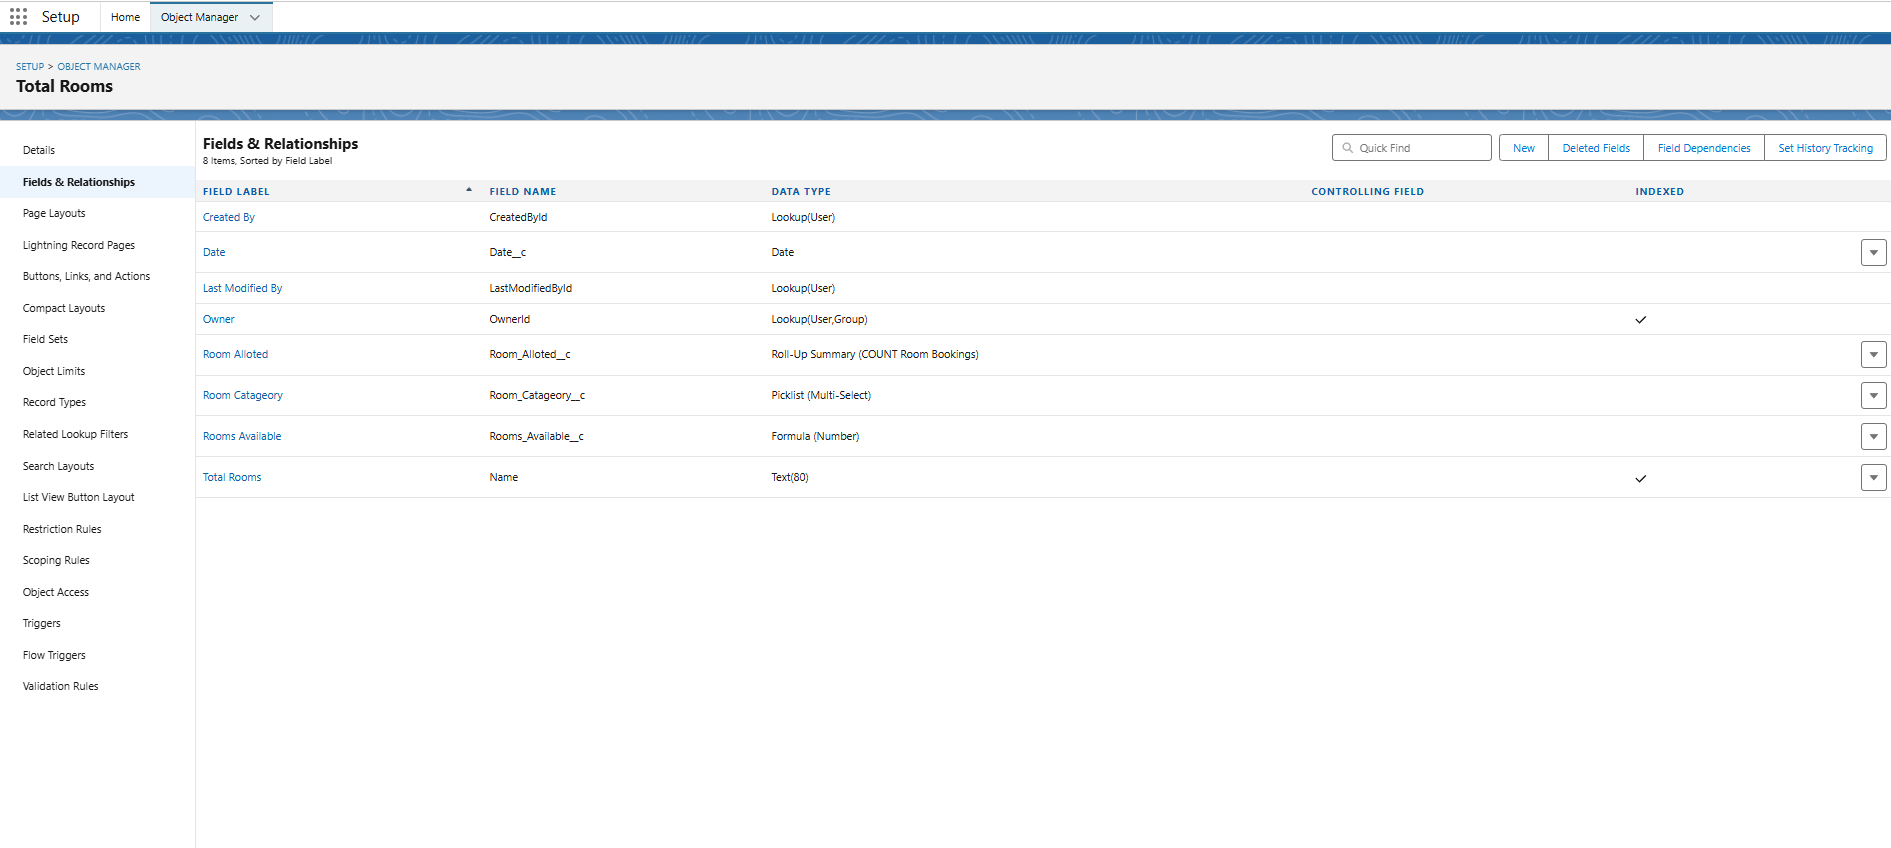 Setup Home Object Manager
SETUP > OBJECT MANAGER
Total Rooms
Details
Fields & Relationships
Page Layouts
Lightning Record Pages
Buttons, Links, and Actions
Compact Layouts
Field Sets
Object Limits
Record Types
Related Lookup Filters
Search Layouts
List View Button Layout
Restriction Rules
Scoping Rules
Object Access
Triggers
Flow Triggers
Validation Rules
Fields & Relationships
8 Items, Sorted by Field Label
Quick Find New Deleted Fields Field Dependencies Set History Tracking
FIELD LABEL FIELD NAME DATA TYPE CONTROLLING FIELD INDEXED
Created By CreatedById Lookup(User)
Date Date__c Date
Last Modified By LastModifiedById Lookup(User)
Owner OwnerId Lookup(User,Group)
Room Alloted Room_Alloted__c Roll-Up Summary (COUNT Room Bookings)
Room Catageory Room_Catageory__c Picklist (Multi-Select)
Rooms Available Rooms_Available__c Formula (Number)
Total Rooms Name Text(80)